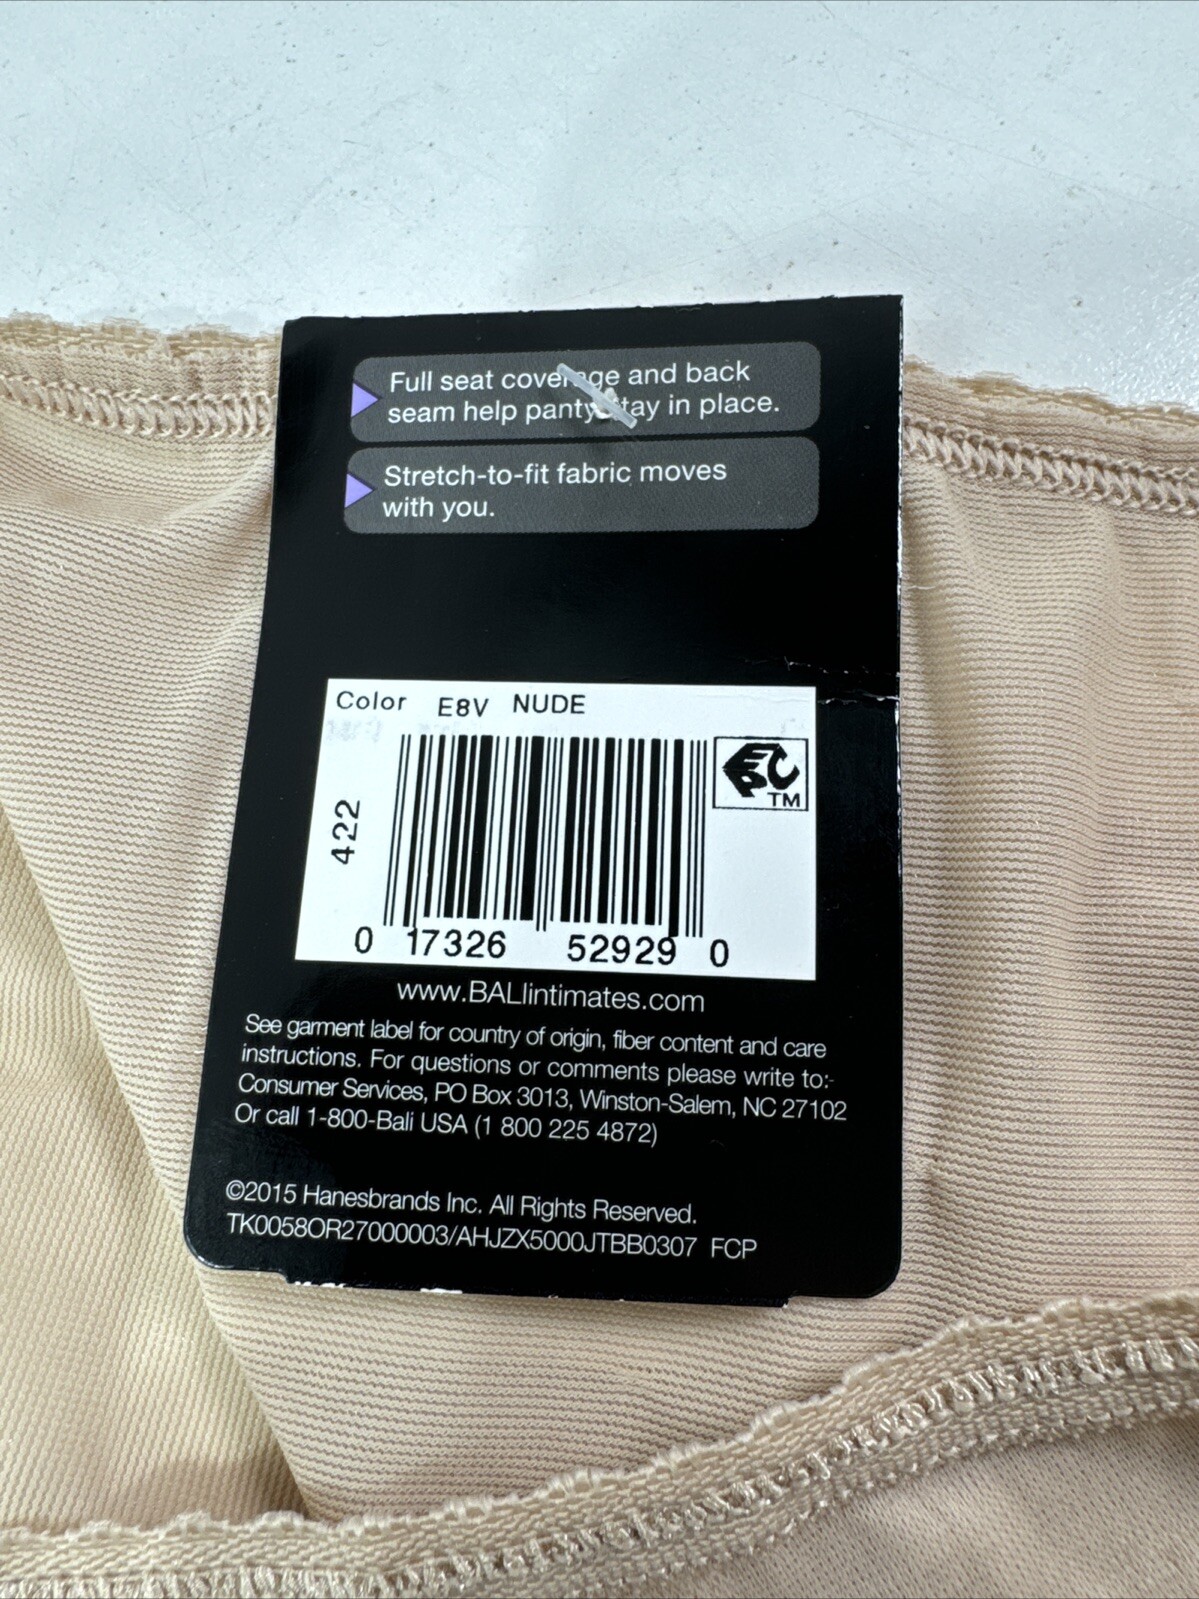 Full seat coverage and back
seam help panty stay in place.
Stretch-to-fit fabric moves
with you.
Color E8V NUDE
EPC
TM
422
0 17326 52929 0
www.BALIintimates.com
See garment label for country of origin, fiber content and care
instructions. For questions or comments please write to:-
Consumer Services, PO Box 3013, Winston-Salem, NC 27102
Or call 1-800-Bali USA (1 800 225 4872)
©2015 Hanesbrands Inc. All Rights Reserved.
TK0058OR27000003/AHJZX5000JTBB0307 FCP